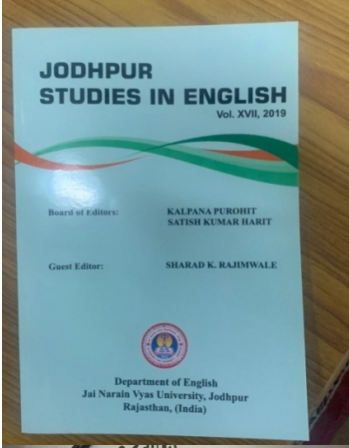 JODHPUR
STUDIES IN ENGLISH
Vol. XVII, 2019
Board of Editors: KALPANA PUROHIT
SATISH KUMAR HARIT
Guest Editor: SHARAD K. RAJIMWALE
Department of English
Jai Narain Vyas University, Jodhpur
Rajasthan, (India)